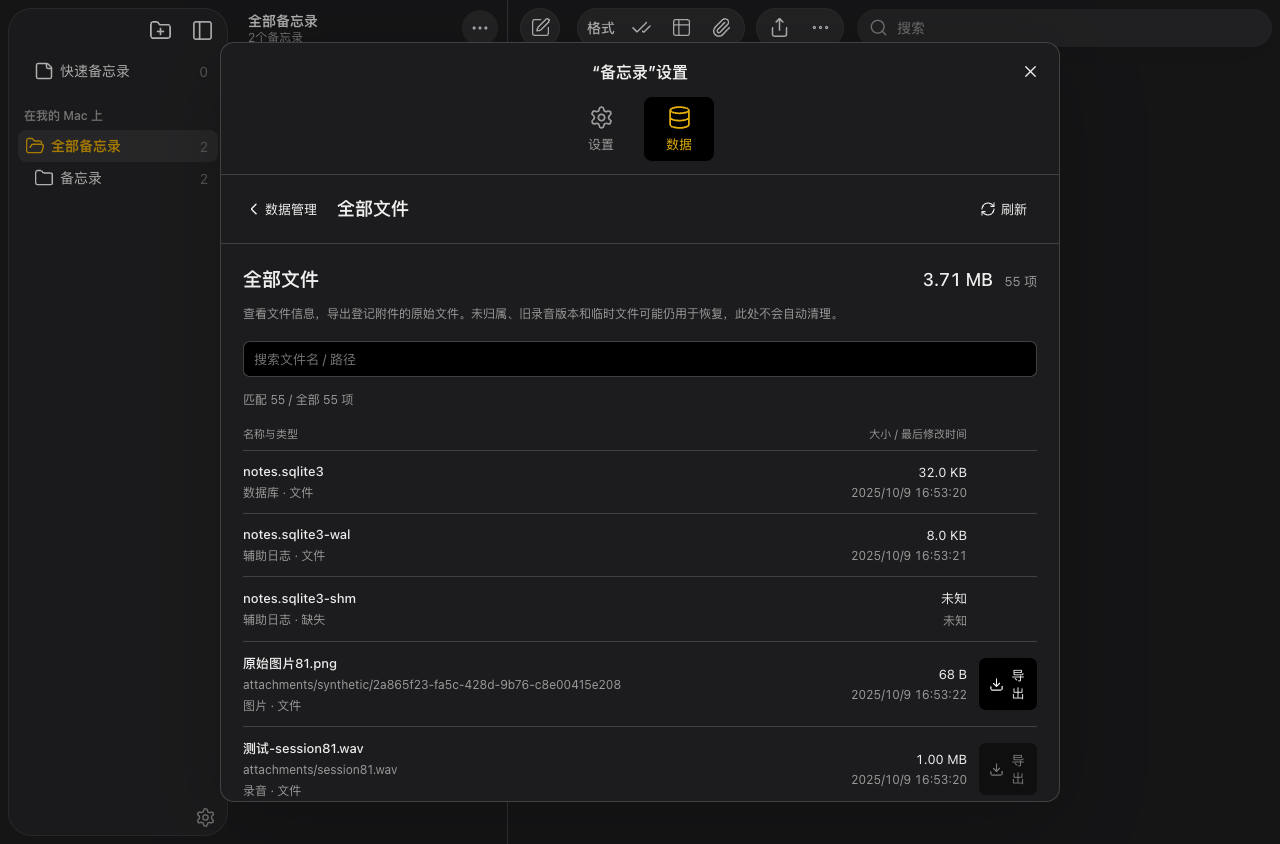 全部备忘录
2个备忘录
格式
搜索
快速备忘录 0
在我的 Mac 上
全部备忘录 2
备忘录 2
“备忘录”设置
设置
数据
数据管理
全部文件
刷新
全部文件
3.71 MB 55 项
查看文件信息，导出登记附件的原始文件。未归属、旧录音版本和临时文件可能仍用于恢复，此处不会自动清理。
搜索文件名 / 路径
匹配 55 / 全部 55 项
名称与类型
大小 / 最后修改时间
notes.sqlite3
32.0 KB
数据库 · 文件
2025/10/9 16:53:20
notes.sqlite3-wal
8.0 KB
辅助日志 · 文件
2025/10/9 16:53:21
notes.sqlite3-shm
未知
辅助日志 · 缺失
未知
原始图片81.png
68 B
attachments/synthetic/2a865f23-fa5c-428d-9b76-c8e00415e208
2025/10/9 16:53:22
图片 · 文件
导
出
测试-session81.wav
1.00 MB
attachments/session81.wav
2025/10/9 16:53:20
录音 · 文件
导
出